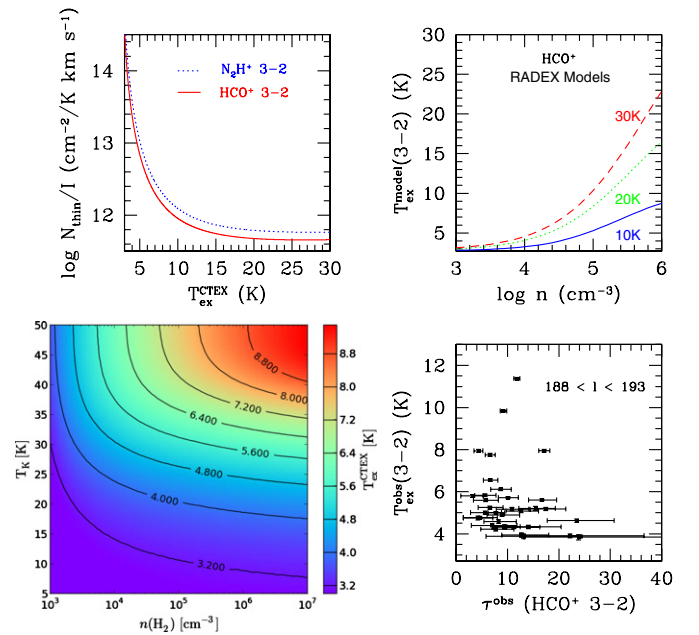 14
13
12
log N_thin/I (cm⁻²/K km s⁻¹)
N₂H⁺ 3−2
HCO⁺ 3−2
5 10 15 20 25 30
T_ex^CTEX (K)
30
25
20
15
10
5
T_ex^model(3−2) (K)
HCO⁺
RADEX Models
30K
20K
10K
3 4 5 6
log n (cm⁻³)
50
45
40
35
30
25
20
15
10
5
T_K [K]
8.800
8.000
7.200
6.400
5.600
4.800
4.000
3.200
10³ 10⁴ 10⁵ 10⁶ 10⁷
n(H₂) [cm⁻³]
8.8
8.0
7.2
6.4
5.6
4.8
4.0
3.2
T_ex^CTEX [K]
12
10
8
6
4
T_ex^obs(3−2) (K)
188 < l < 193
0 10 20 30 40
τ^obs (HCO⁺ 3−2)